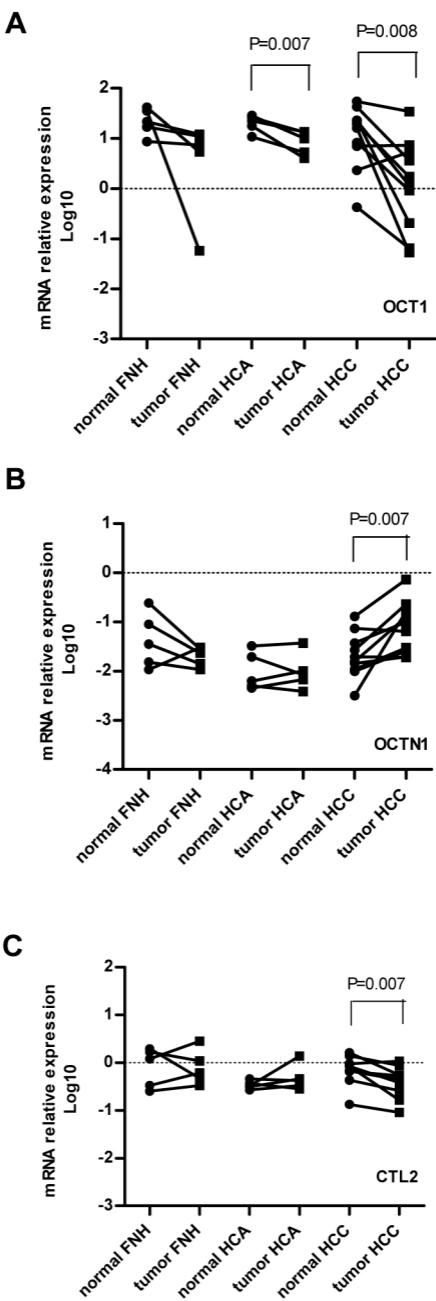 A
P=0.007
P=0.008
mRNA relative expression
Log10
2
1
0
-1
-2
-3
OCT1
normal FNH
tumor FNH
normal HCA
tumor HCA
normal HCC
tumor HCC
B
P=0.007
mRNA relative expression
Log10
1
0
-1
-2
-3
-4
OCTN1
normal FNH
tumor FNH
normal HCA
tumor HCA
normal HCC
tumor HCC
C
P=0.007
mRNA relative expression
Log10
2
1
0
-1
-2
-3
CTL2
normal FNH
tumor FNH
normal HCA
tumor HCA
normal HCC
tumor HCC